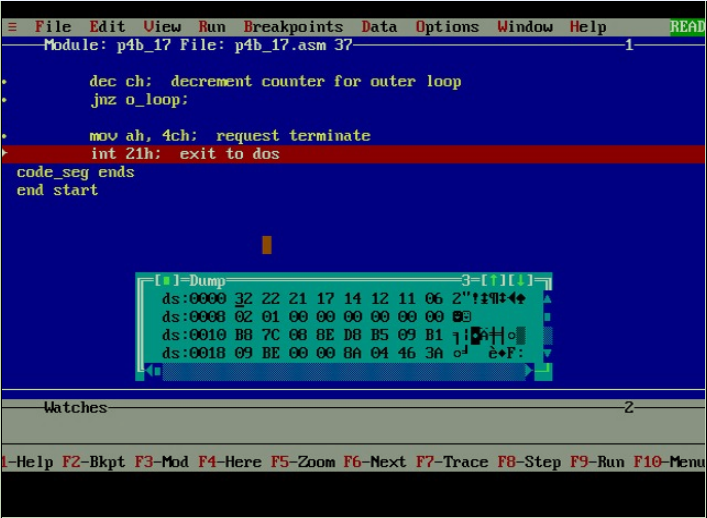 ≡ File Edit View Run Breakpoints Data Options Window Help READ
Module: p4b_17 File: p4b_17.asm 37 1
dec ch; decrement counter for outer loop
jnz o_loop;
mov ah, 4ch; request terminate
int 21h; exit to dos
code_seg ends
end start
[■]=Dump 3=[↑][↓]
ds:0000 32 22 21 17 14 12 11 06 2"!↨¶↕◄♠
ds:0008 02 01 00 00 00 00 00 00 ☻☺
ds:0010 B8 7C 08 8E D8 B5 09 B1
ds:0018 09 BE 00 00 8A 04 46 3A ○╛ è♦F:
Watches 2
1-Help F2-Bkpt F3-Mod F4-Here F5-Zoom F6-Next F7-Trace F8-Step F9-Run F10-Menu